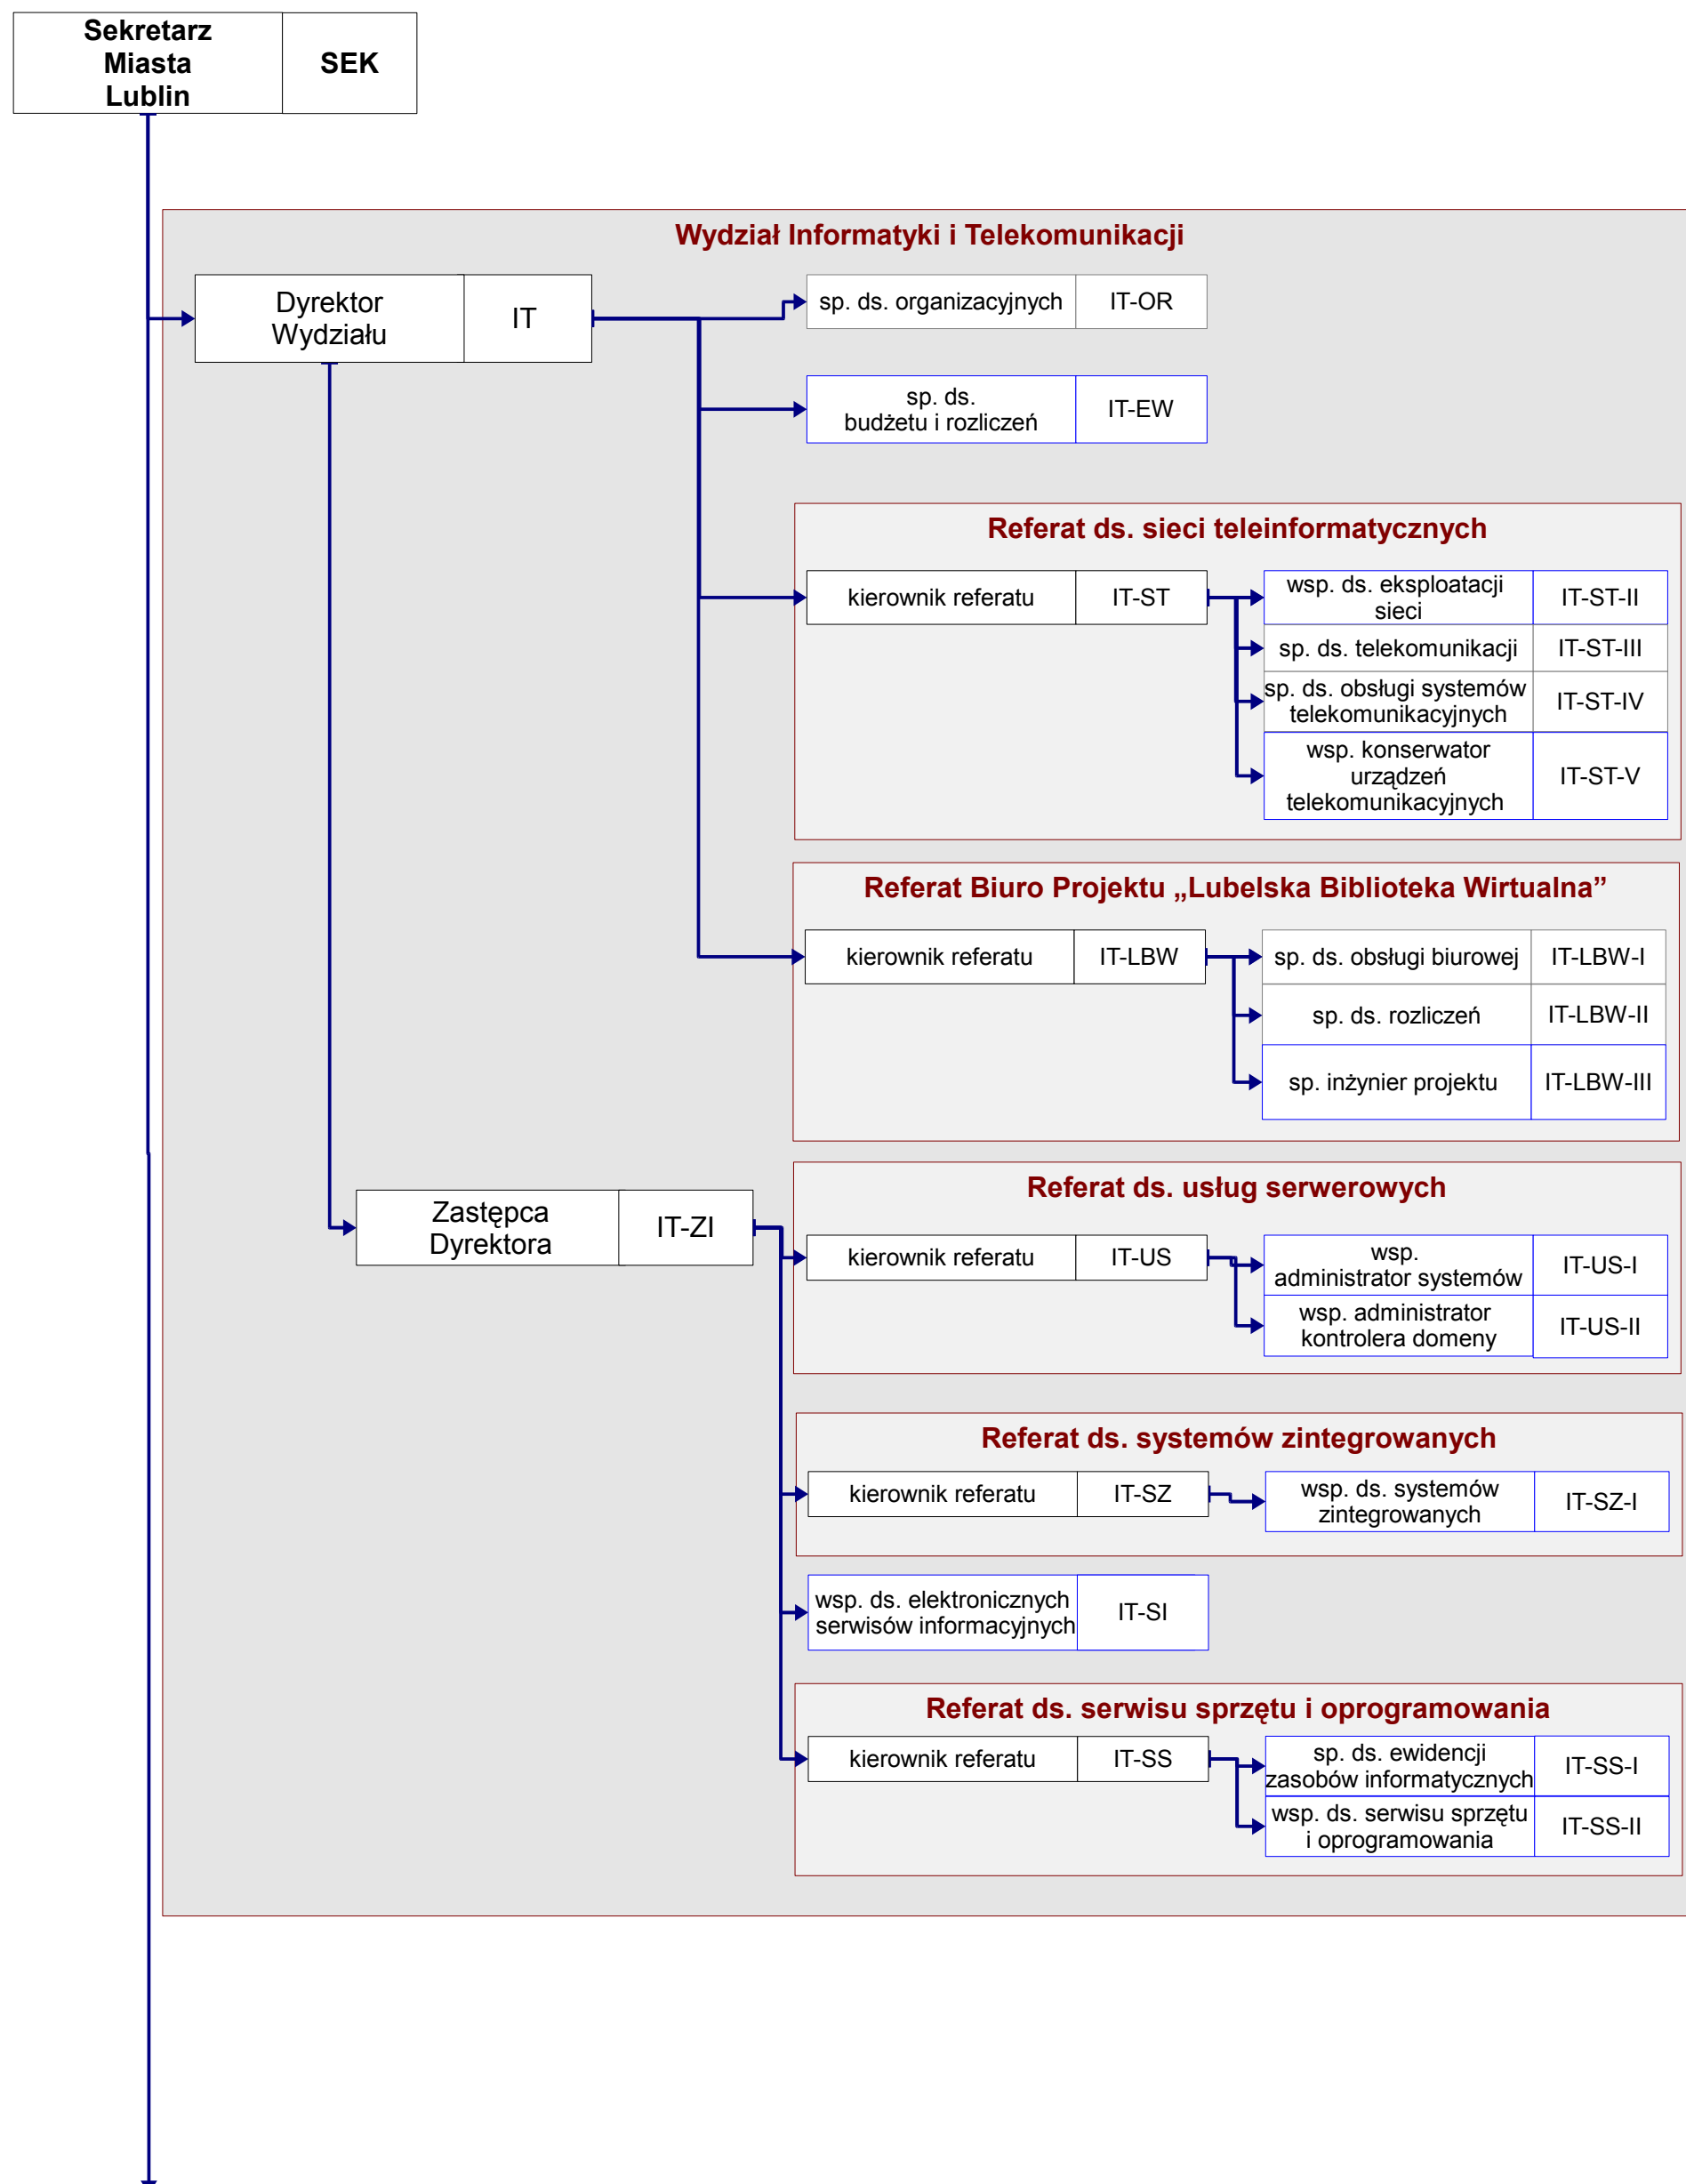 Sekretarz
Miasta
Lublin
SEK
Wydział Informatyki i Telekomunikacji
Dyrektor
Wydziału
IT
sp. ds. organizacyjnych
IT-OR
sp. ds.
budżetu i rozliczeń
IT-EW
Referat ds. sieci teleinformatycznych
kierownik referatu
IT-ST
wsp. ds. eksploatacji
sieci
IT-ST-II
sp. ds. telekomunikacji
IT-ST-III
sp. ds. obsługi systemów
telekomunikacyjnych
IT-ST-IV
wsp. konserwator
urządzeń
telekomunikacyjnych
IT-ST-V
Referat Biuro Projektu „Lubelska Biblioteka Wirtualna”
kierownik referatu
IT-LBW
sp. ds. obsługi biurowej
IT-LBW-I
sp. ds. rozliczeń
IT-LBW-II
sp. inżynier projektu
IT-LBW-III
Zastępca
Dyrektora
IT-ZI
Referat ds. usług serwerowych
kierownik referatu
IT-US
wsp.
administrator systemów
IT-US-I
wsp. administrator
kontrolera domeny
IT-US-II
Referat ds. systemów zintegrowanych
kierownik referatu
IT-SZ
wsp. ds. systemów
zintegrowanych
IT-SZ-I
wsp. ds. elektronicznych
serwisów informacyjnych
IT-SI
Referat ds. serwisu sprzętu i oprogramowania
kierownik referatu
IT-SS
sp. ds. ewidencji
zasobów informatycznych
IT-SS-I
wsp. ds. serwisu sprzętu
i oprogramowania
IT-SS-II